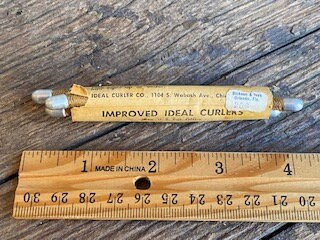 IDEAL CURLER CO., 1104 S. Wabash Ave., Chi
IMPROVED IDEAL CURLERS
1 MADE IN CHINA 2 3 4
30 29 28 27 26 25 24 23 22 21 20 19